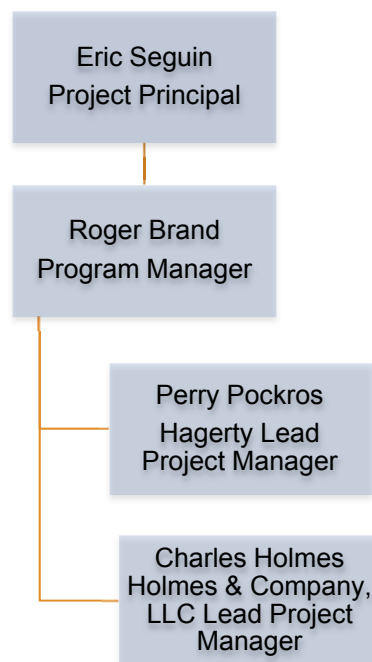 Eric Seguin
Project Principal
Roger Brand
Program Manager
Perry Pockros
Hagerty Lead
Project Manager
Charles Holmes
Holmes & Company,
LLC Lead Project
Manager